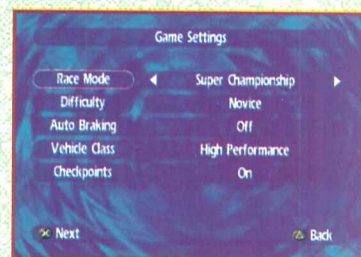 Game Settings
Race Mode Super Championship
Difficulty Novice
Auto Braking Off
Vehicle Class High Performance
Checkpoints On
Next Back